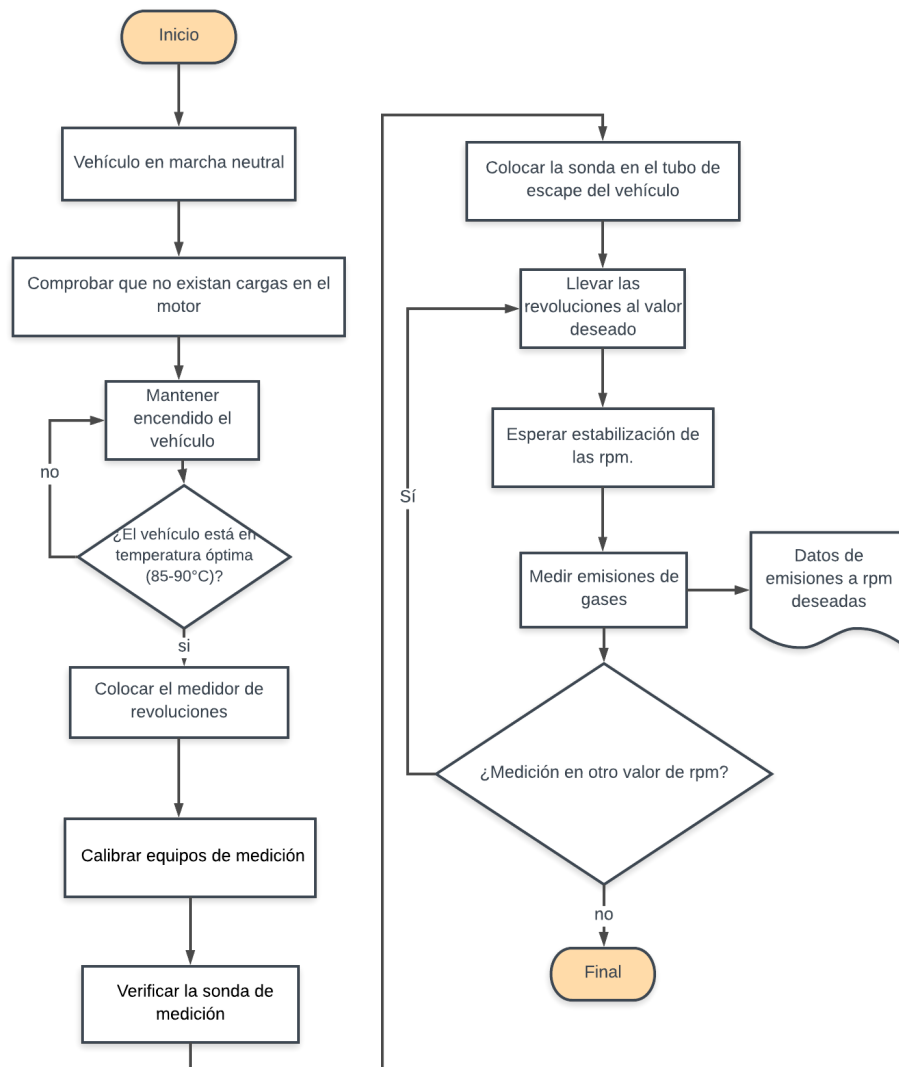 Inicio
Vehículo en marcha neutral
Comprobar que no existan cargas en el
motor
Mantener
encendido el
vehículo
no
¿El vehículo está en
temperatura óptima
(85-90°C)?
si
Colocar el medidor de
revoluciones
Calibrar equipos de medición
Verificar la sonda de
medición
Colocar la sonda en el tubo de
escape del vehículo
Llevar las
revoluciones al valor
deseado
Esperar estabilización de
las rpm.
Sí
Medir emisiones de
gases
Datos de
emisiones a rpm
deseadas
¿Medición en otro valor de rpm?
no
Final